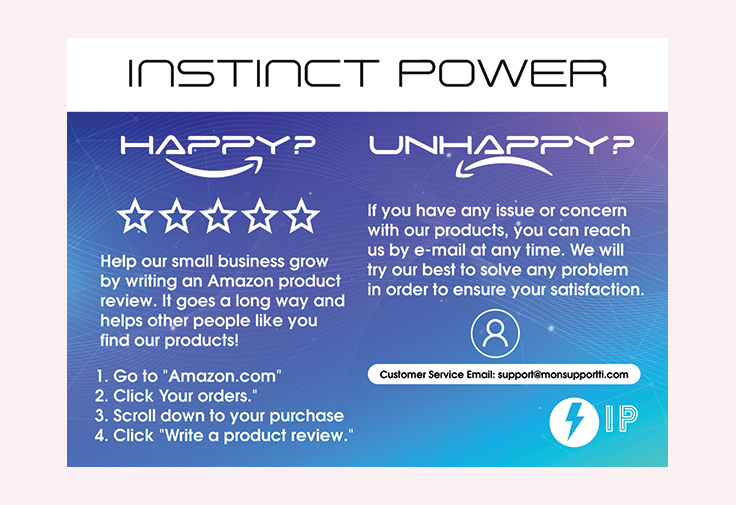 INSTINCT POWER
HAPPY?
Help our small business grow
by writing an Amazon product
review. It goes a long way and
helps other people like you
find our products!
1. Go to "Amazon.com"
2. Click Your orders."
3. Scroll down to your purchase
4. Click "Write a product review."
UNHAPPY?
If you have any issue or concern
with our products, you can reach
us by e-mail at any time. We will
try our best to solve any problem
in order to ensure your satisfaction.
Customer Service Email: support@monsupportti.com
IP